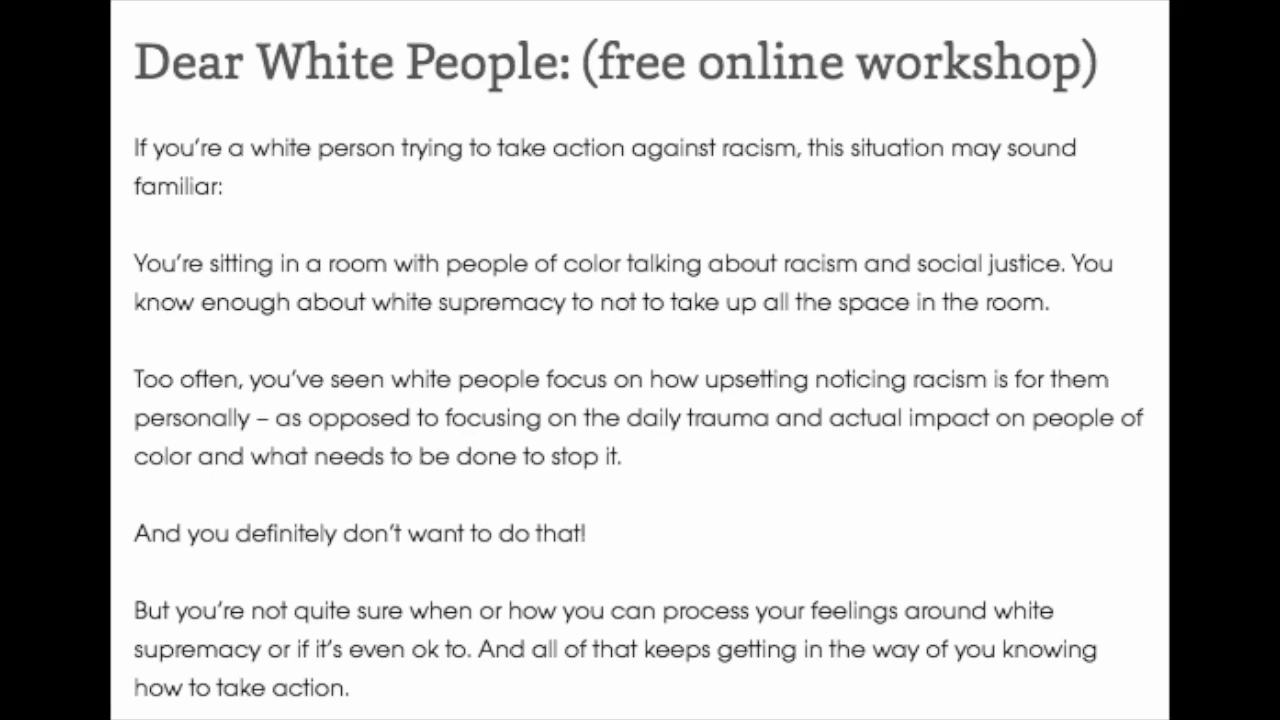 Dear White People: (free online workshop)
If you're a white person trying to take action against racism, this situation may sound
familiar:
You're sitting in a room with people of color talking about racism and social justice. You
know enough about white supremacy to not to take up all the space in the room.
Too often, you've seen white people focus on how upsetting noticing racism is for them
personally – as opposed to focusing on the daily trauma and actual impact on people of
color and what needs to be done to stop it.
And you definitely don't want to do that!
But you're not quite sure when or how you can process your feelings around white
supremacy or if it's even ok to. And all of that keeps getting in the way of you knowing
how to take action.